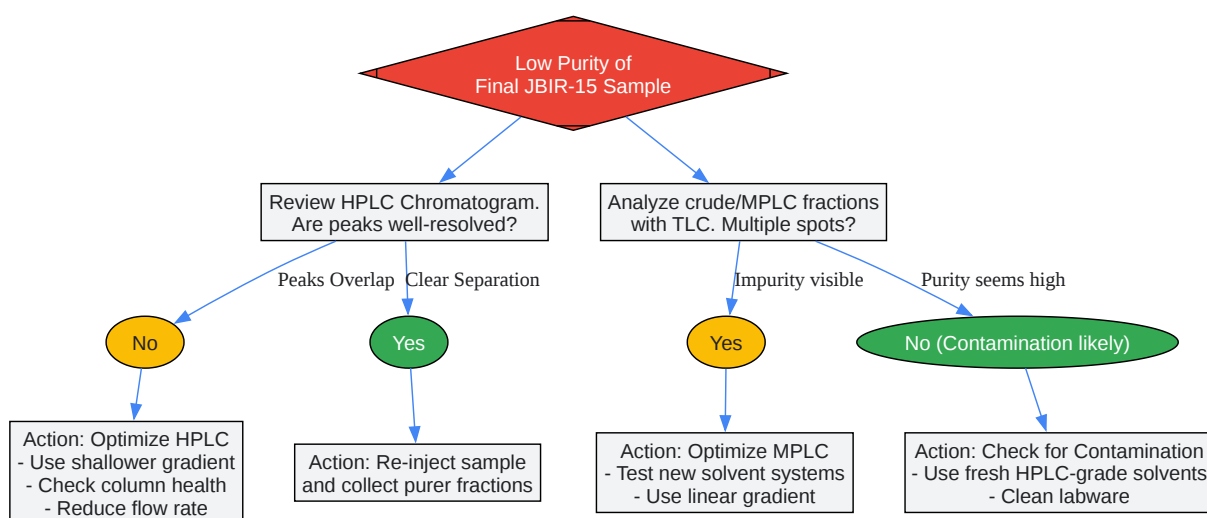 Low Purity of
Final JBIR-15 Sample
Review HPLC Chromatogram.
Are peaks well-resolved?
Analyze crude/MPLC fractions
with TLC. Multiple spots?
Peaks Overlap
Clear Separation
Impurity visible
Purity seems high
No
Yes
Yes
No (Contamination likely)
Action: Optimize HPLC
- Use shallower gradient
- Check column health
- Reduce flow rate
Action: Re-inject sample
and collect purer fractions
Action: Optimize MPLC
- Test new solvent systems
- Use linear gradient
Action: Check for Contamination
- Use fresh HPLC-grade solvents
- Clean labware